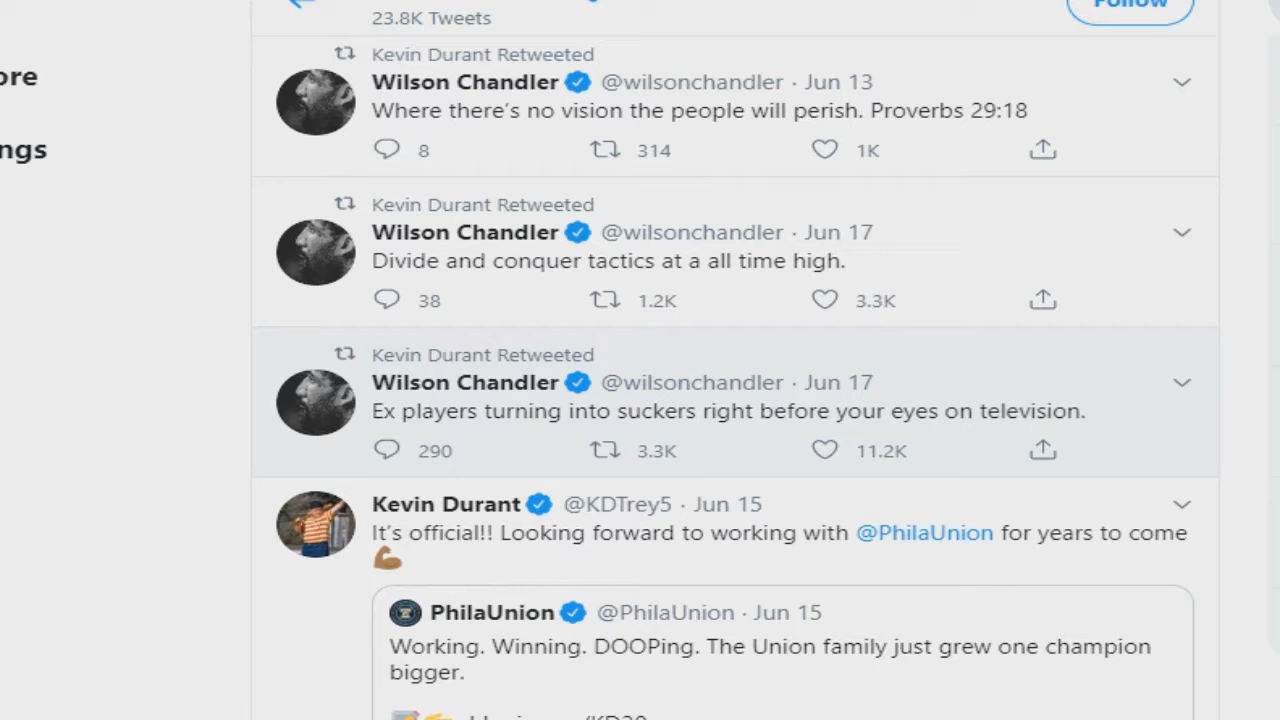 23.8K Tweets
Follow
Kevin Durant Retweeted
ore
Wilson Chandler @wilsonchandler · Jun 13
Where there's no vision the people will perish. Proverbs 29:18
8 314 1K
ngs
Kevin Durant Retweeted
Wilson Chandler @wilsonchandler · Jun 17
Divide and conquer tactics at a all time high.
38 1.2K 3.3K
Kevin Durant Retweeted
Wilson Chandler @wilsonchandler · Jun 17
Ex players turning into suckers right before your eyes on television.
290 3.3K 11.2K
Kevin Durant @KDTrey5 · Jun 15
It's official!! Looking forward to working with @PhilaUnion for years to come
💪🏾
PhilaUnion @PhilaUnion · Jun 15
Working. Winning. DOOPing. The Union family just grew one champion
bigger.